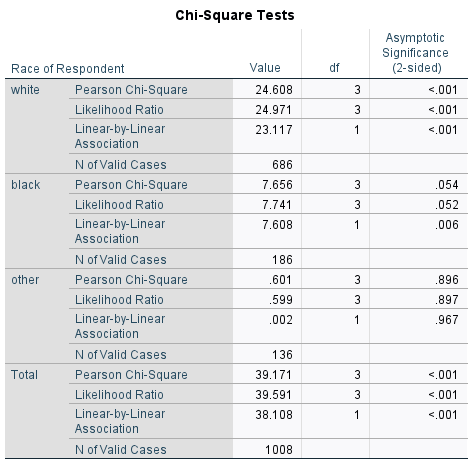 Chi-Square Tests
Asymptotic
Significance
Race of Respondent Value df (2-sided)
white Pearson Chi-Square 24.608 3 <.001
Likelihood Ratio 24.971 3 <.001
Linear-by-Linear 23.117 1 <.001
Association
N of Valid Cases 686
black Pearson Chi-Square 7.656 3 .054
Likelihood Ratio 7.741 3 .052
Linear-by-Linear 7.608 1 .006
Association
N of Valid Cases 186
other Pearson Chi-Square .601 3 .896
Likelihood Ratio .599 3 .897
Linear-by-Linear .002 1 .967
Association
N of Valid Cases 136
Total Pearson Chi-Square 39.171 3 <.001
Likelihood Ratio 39.591 3 <.001
Linear-by-Linear 38.108 1 <.001
Association
N of Valid Cases 1008